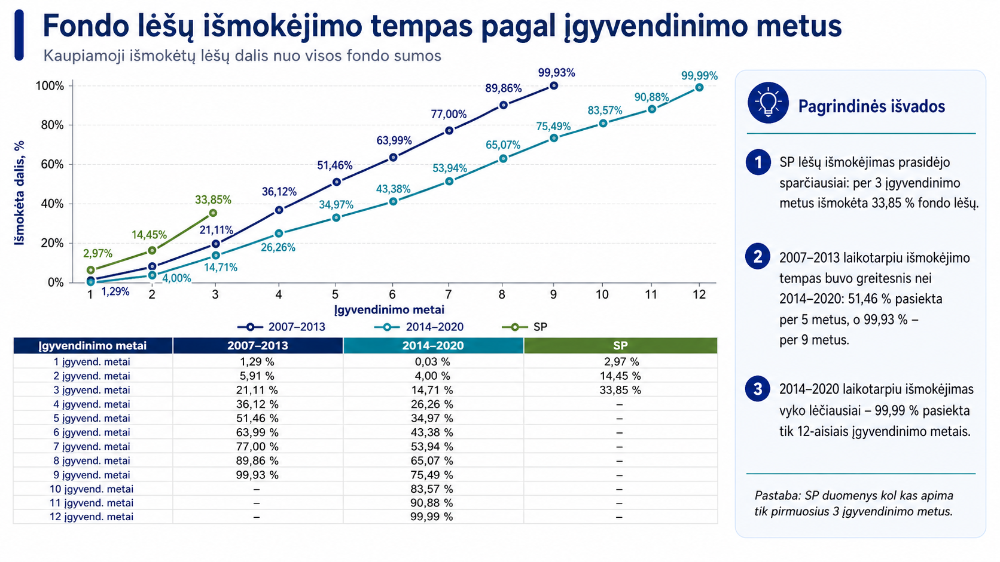 Fondo lėšų išmokėjimo tempas pagal įgyvendinimo metus
Kaupiamoji išmokėtų lėšų dalis nuo visos fondo sumos
Išmokėta dalis, %
100%
80%
60%
40%
20%
0%
2,97%
14,45%
33,85%
1,29%
21,11%
36,12%
51,46%
63,99%
77,00%
89,86%
99,93%
4,00%
14,71%
26,26%
34,97%
43,38%
53,94%
65,07%
75,49%
83,57%
90,88%
99,99%
1 2 3 4 5 6 7 8 9 10 11 12
Įgyvendinimo metai
2007–2013 2014–2020 SP
Įgyvendinimo metai 2007–2013 2014–2020 SP
1 įgyvend. metai 1,29 % 0,03 % 2,97 %
2 įgyvend. metai 5,91 % 4,00 % 14,45 %
3 įgyvend. metai 21,11 % 14,71 % 33,85 %
4 įgyvend. metai 36,12 % 26,26 % –
5 įgyvend. metai 51,46 % 34,97 % –
6 įgyvend. metai 63,99 % 43,38 % –
7 įgyvend. metai 77,00 % 53,94 % –
8 įgyvend. metai 89,86 % 65,07 % –
9 įgyvend. metai 99,93 % 75,49 % –
10 įgyvend. metai – 83,57 % –
11 įgyvend. metai – 90,88 % –
12 įgyvend. metai – 99,99 % –
Pagrindinės išvados
1 SP lėšų išmokėjimas prasidėjo
sparčiausiai: per 3 įgyvendinimo
metus išmokėta 33,85 % fondo lėšų.
2 2007–2013 laikotarpiu išmokėjimo
tempas buvo greitesnis nei
2014–2020: 51,46 % pasiekta
per 5 metus, o 99,93 % –
per 9 metus.
3 2014–2020 laikotarpiu išmokėjimas
vyko lėčiausiai – 99,99 % pasiekta
tik 12-aisiais įgyvendinimo metais.
Pastaba: SP duomenys kol kas apima
tik pirmuosius 3 įgyvendinimo metus.